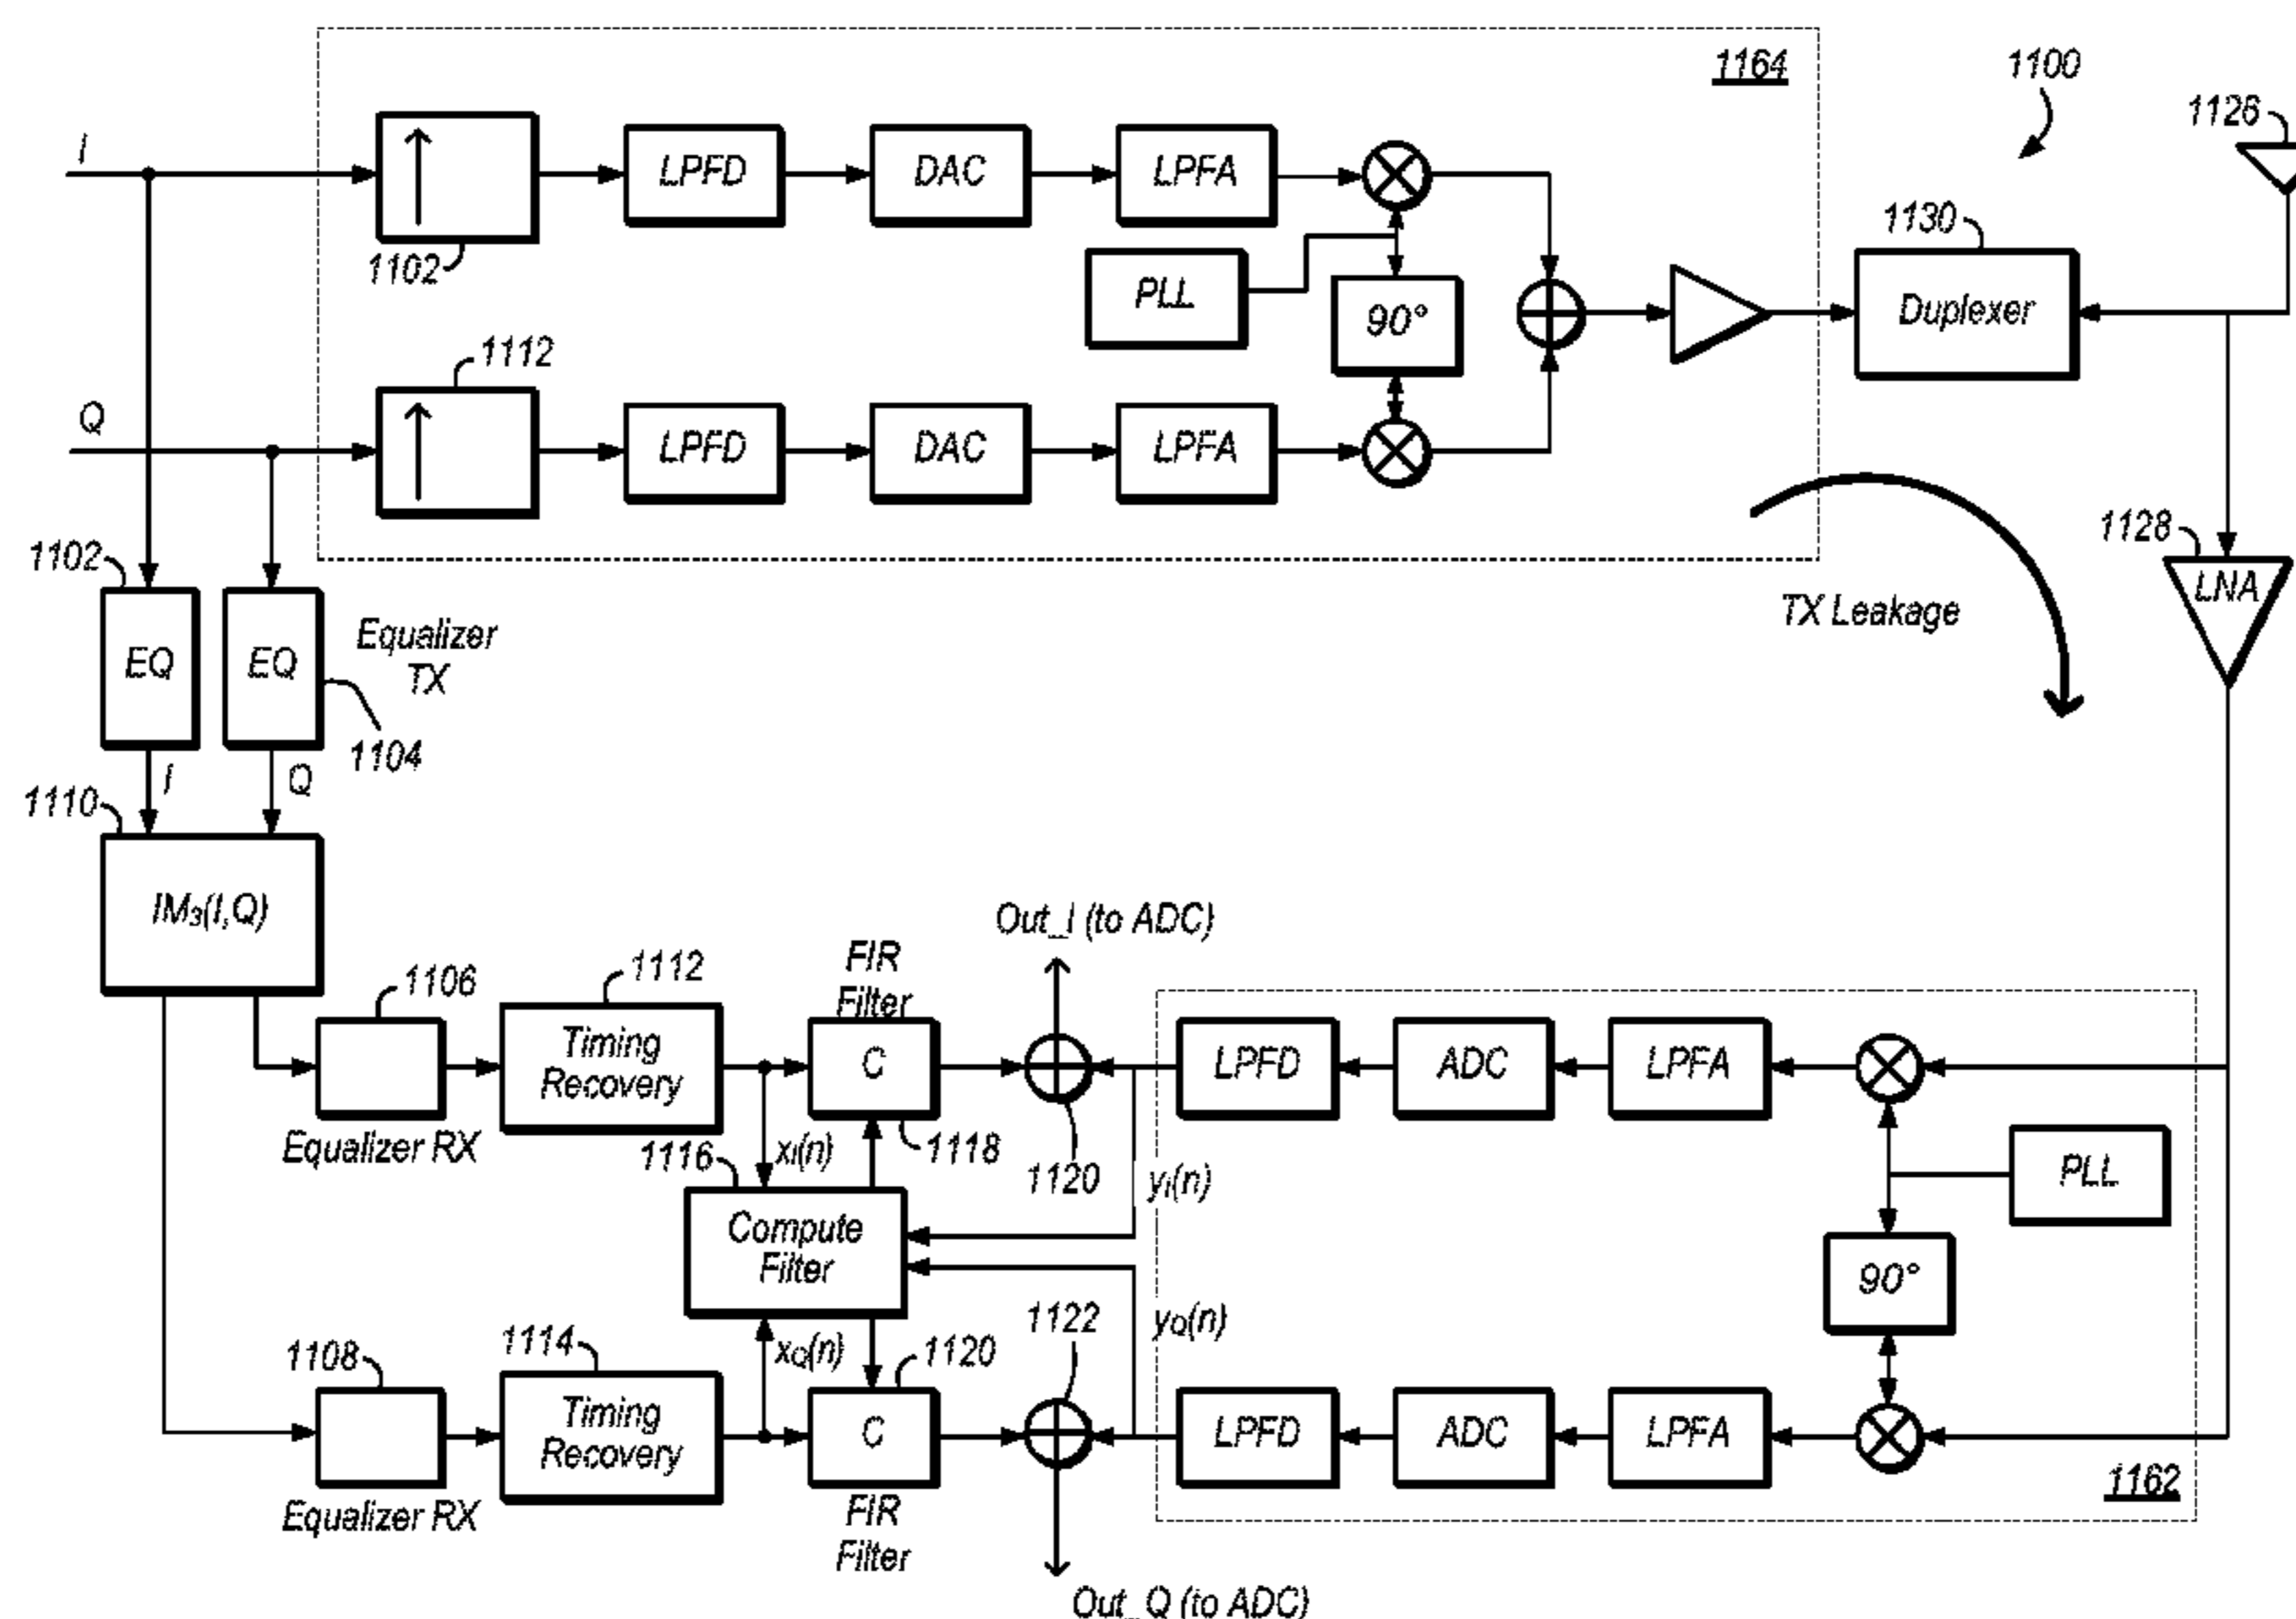 1164
1100
1126
I
LPFD
DAC
LPFA
1102
PLL
90°
1130
Duplexer
Q
1112
LPFD
DAC
LPFA
1128
LNA
TX Leakage
1102
EQ
EQ
Equalizer
TX
1104
I
Q
1110
IM₃(I,Q)
Out_I (to ADC)
1106
1112
FIR
Filter
Timing
Recovery
C
LPFD
ADC
LPFA
Equalizer RX
1116
xI(n)
1118
1120
yI(n)
PLL
Compute
Filter
90°
1108
1114
xQ(n)
1120
1122
yQ(n)
Timing
Recovery
C
LPFD
ADC
LPFA
1162
Equalizer RX
FIR
Filter
Out_Q (to ADC)